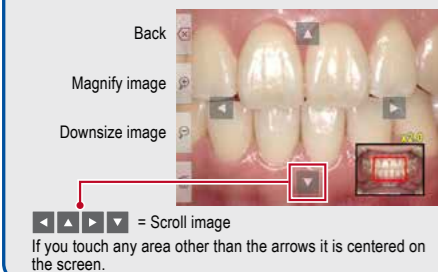 Back
Magnify image
Downsize image
x2.0
= Scroll image
If you touch any area other than the arrows it is centered on
the screen.